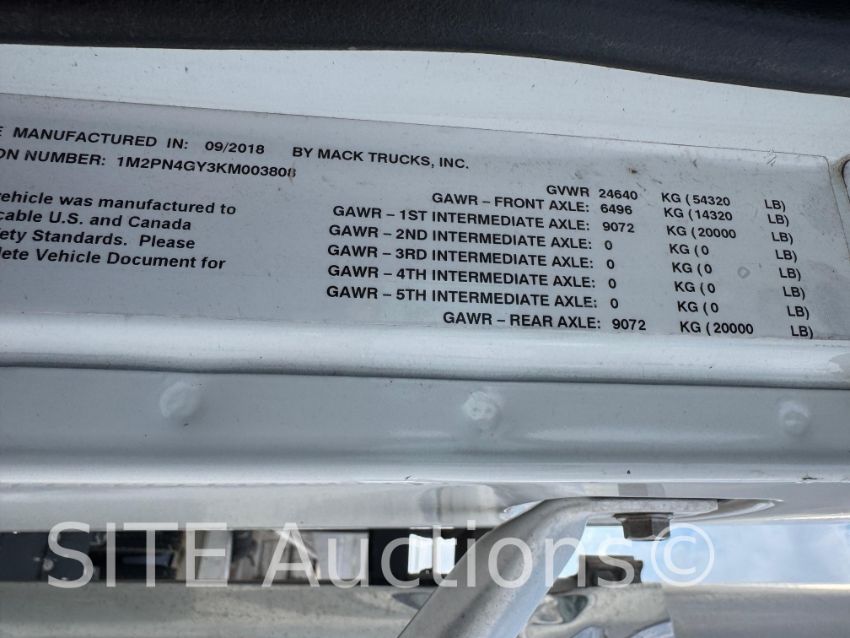 E MANUFACTURED IN: 09/2018 BY MACK TRUCKS, INC.
ON NUMBER: 1M2PN4GY3KM003808
vehicle was manufactured to
cable U.S. and Canada
fety Standards. Please
lete Vehicle Document for
GVWR 24640 KG ( 54320 LB)
GAWR – FRONT AXLE: 6496 KG ( 14320 LB)
GAWR – 1ST INTERMEDIATE AXLE: 9072 KG ( 20000 LB)
GAWR – 2ND INTERMEDIATE AXLE: 0 KG ( 0 LB)
GAWR – 3RD INTERMEDIATE AXLE: 0 KG ( 0 LB)
GAWR – 4TH INTERMEDIATE AXLE: 0 KG ( 0 LB)
GAWR – 5TH INTERMEDIATE AXLE: 0 KG ( 0 LB)
GAWR – REAR AXLE: 9072 KG ( 20000 LB)
SITE Auctions©